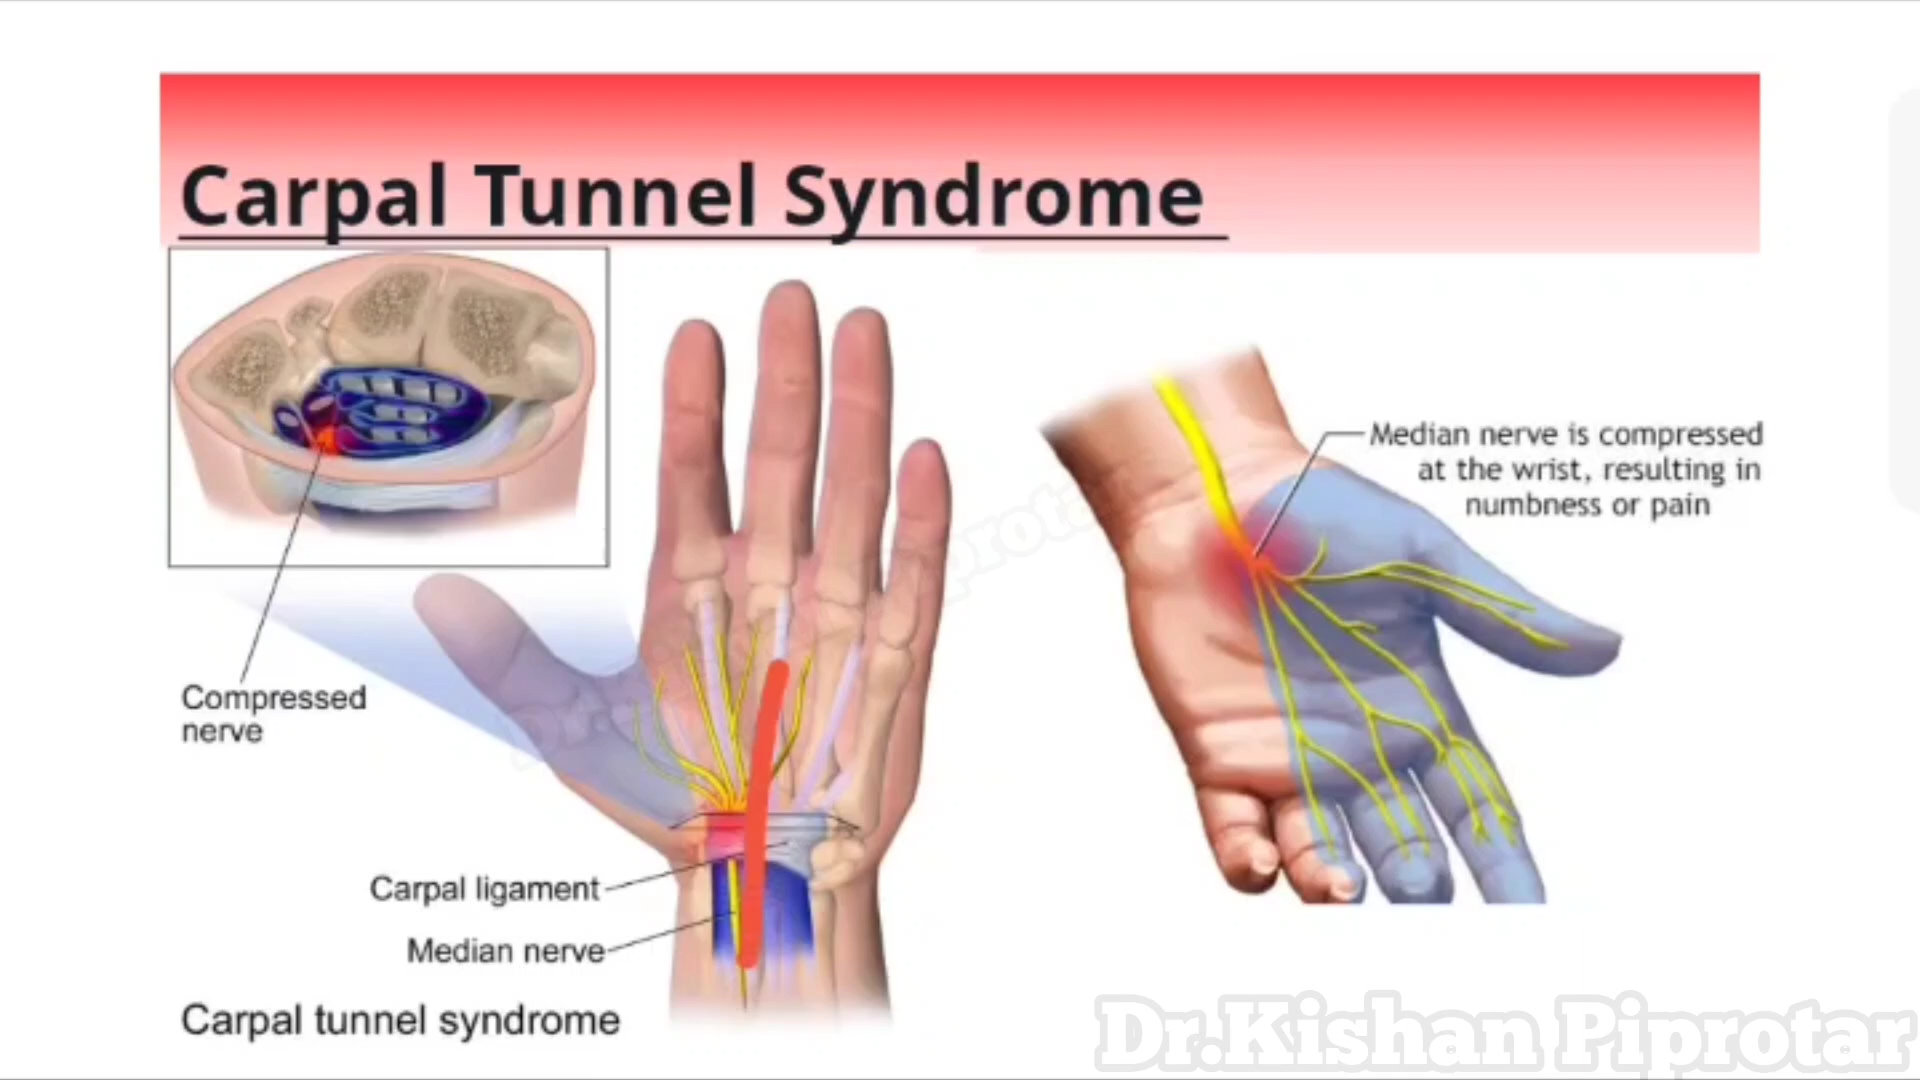 Carpal Tunnel Syndrome
Compressed
nerve
Carpal ligament
Median nerve
Carpal tunnel syndrome
Median nerve is compressed
at the wrist, resulting in
numbness or pain
Dr.Kishan Piprotar